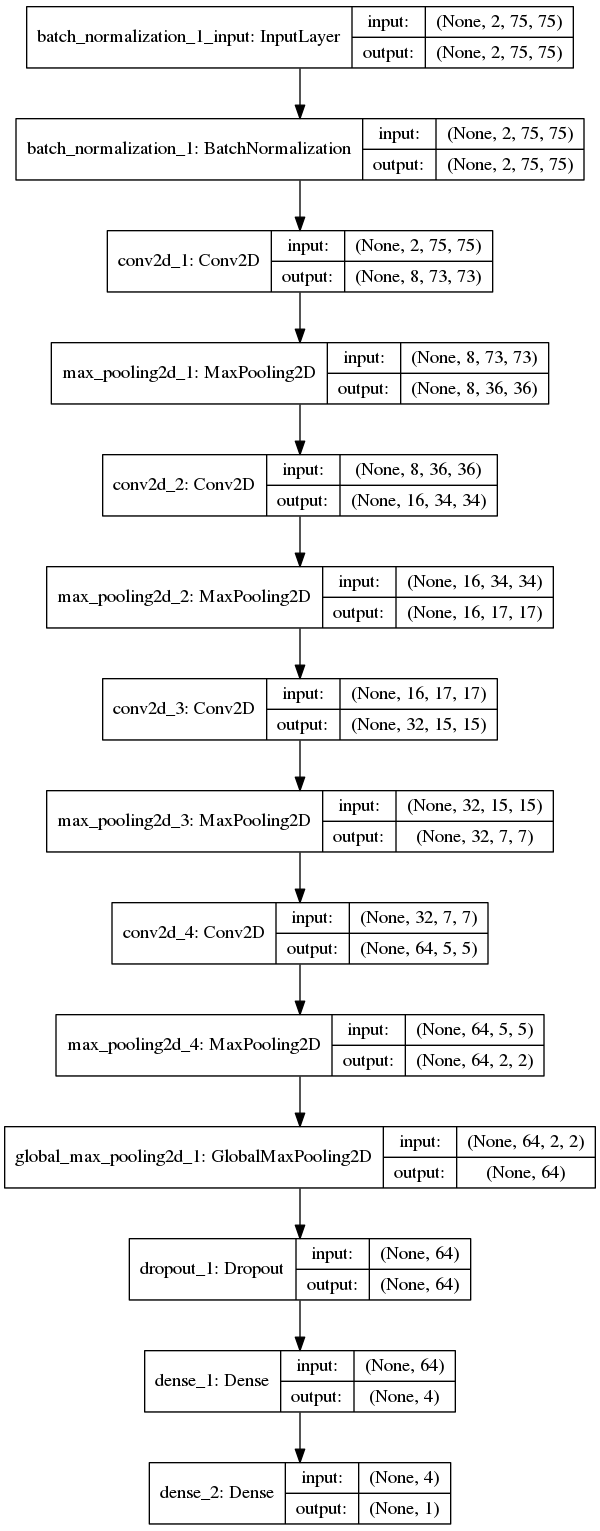 batch_normalization_1_input: InputLayer
input: (None, 2, 75, 75)
output: (None, 2, 75, 75)
batch_normalization_1: BatchNormalization
input: (None, 2, 75, 75)
output: (None, 2, 75, 75)
conv2d_1: Conv2D
input: (None, 2, 75, 75)
output: (None, 8, 73, 73)
max_pooling2d_1: MaxPooling2D
input: (None, 8, 73, 73)
output: (None, 8, 36, 36)
conv2d_2: Conv2D
input: (None, 8, 36, 36)
output: (None, 16, 34, 34)
max_pooling2d_2: MaxPooling2D
input: (None, 16, 34, 34)
output: (None, 16, 17, 17)
conv2d_3: Conv2D
input: (None, 16, 17, 17)
output: (None, 32, 15, 15)
max_pooling2d_3: MaxPooling2D
input: (None, 32, 15, 15)
output: (None, 32, 7, 7)
conv2d_4: Conv2D
input: (None, 32, 7, 7)
output: (None, 64, 5, 5)
max_pooling2d_4: MaxPooling2D
input: (None, 64, 5, 5)
output: (None, 64, 2, 2)
global_max_pooling2d_1: GlobalMaxPooling2D
input: (None, 64, 2, 2)
output: (None, 64)
dropout_1: Dropout
input: (None, 64)
output: (None, 64)
dense_1: Dense
input: (None, 64)
output: (None, 4)
dense_2: Dense
input: (None, 4)
output: (None, 1)